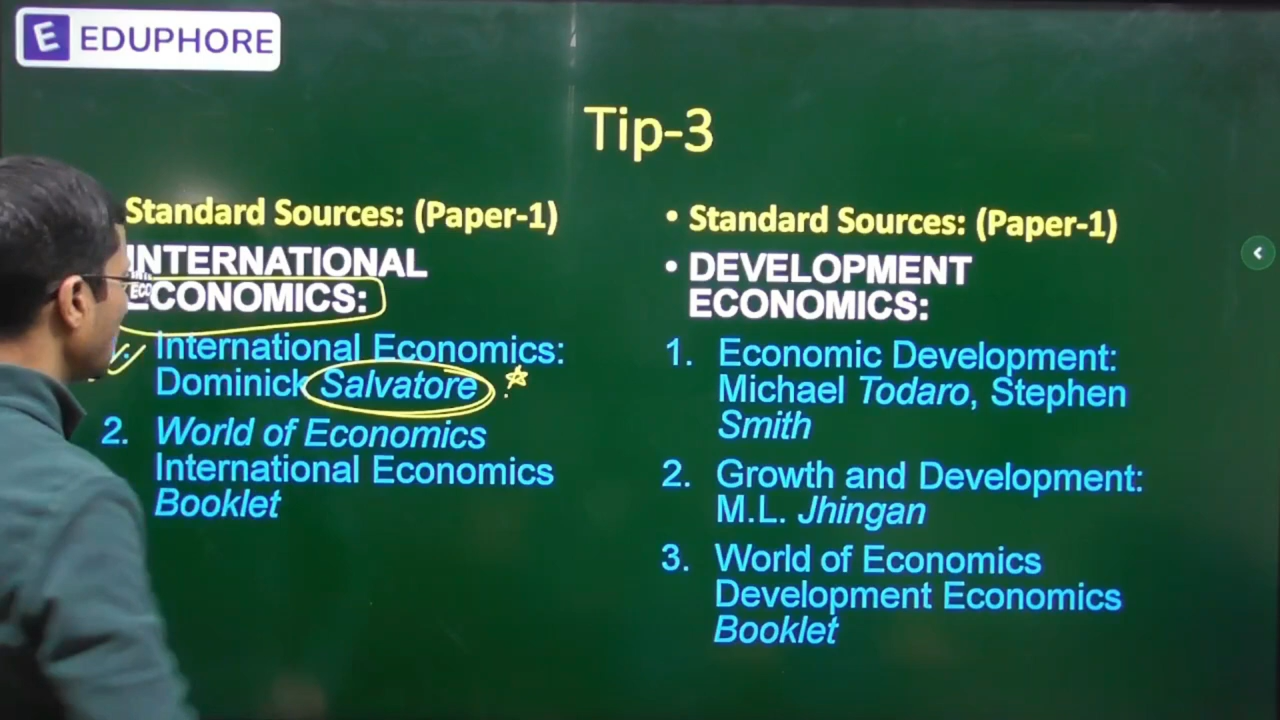 E EDUPHORE
Tip-3
Standard Sources: (Paper-1)
INTERNATIONAL
ECONOMICS:
International Economics:
Dominick Salvatore
2. World of Economics
International Economics
Booklet
• Standard Sources: (Paper-1)
• DEVELOPMENT
ECONOMICS:
1. Economic Development:
Michael Todaro, Stephen
Smith
2. Growth and Development:
M.L. Jhingan
3. World of Economics
Development Economics
Booklet